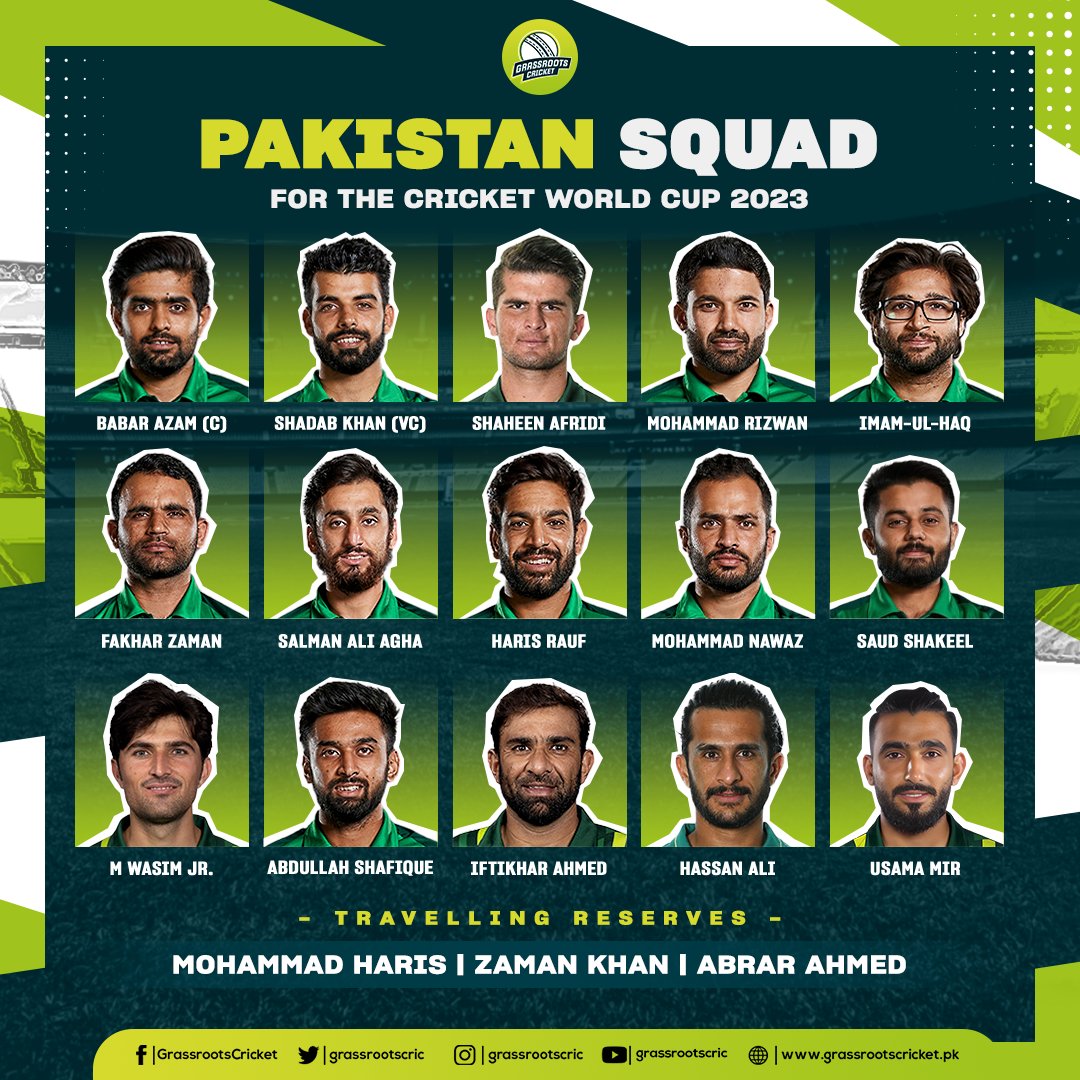 GRASSROOTS
CRICKET
PAKISTAN SQUAD
FOR THE CRICKET WORLD CUP 2023
BABAR AZAM (C) SHADAB KHAN (VC) SHAHEEN AFRIDI MOHAMMAD RIZWAN IMAM-UL-HAQ
FAKHAR ZAMAN SALMAN ALI AGHA HARIS RAUF MOHAMMAD NAWAZ SAUD SHAKEEL
M WASIM JR. ABDULLAH SHAFIQUE IFTIKHAR AHMED HASSAN ALI USAMA MIR
- TRAVELLING RESERVES -
MOHAMMAD HARIS | ZAMAN KHAN | ABRAR AHMED
f | GrassrootsCricket | grassrootscric | grassrootscric | grassrootscric | www.grassrootscricket.pk